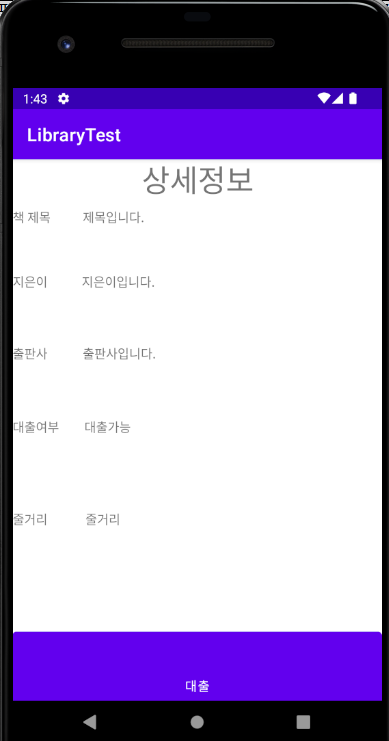 1:43
LibraryTest
상세정보
책 제목 제목입니다.
지은이 지은이입니다.
출판사 출판사입니다.
대출여부 대출가능
줄거리 줄거리
대출